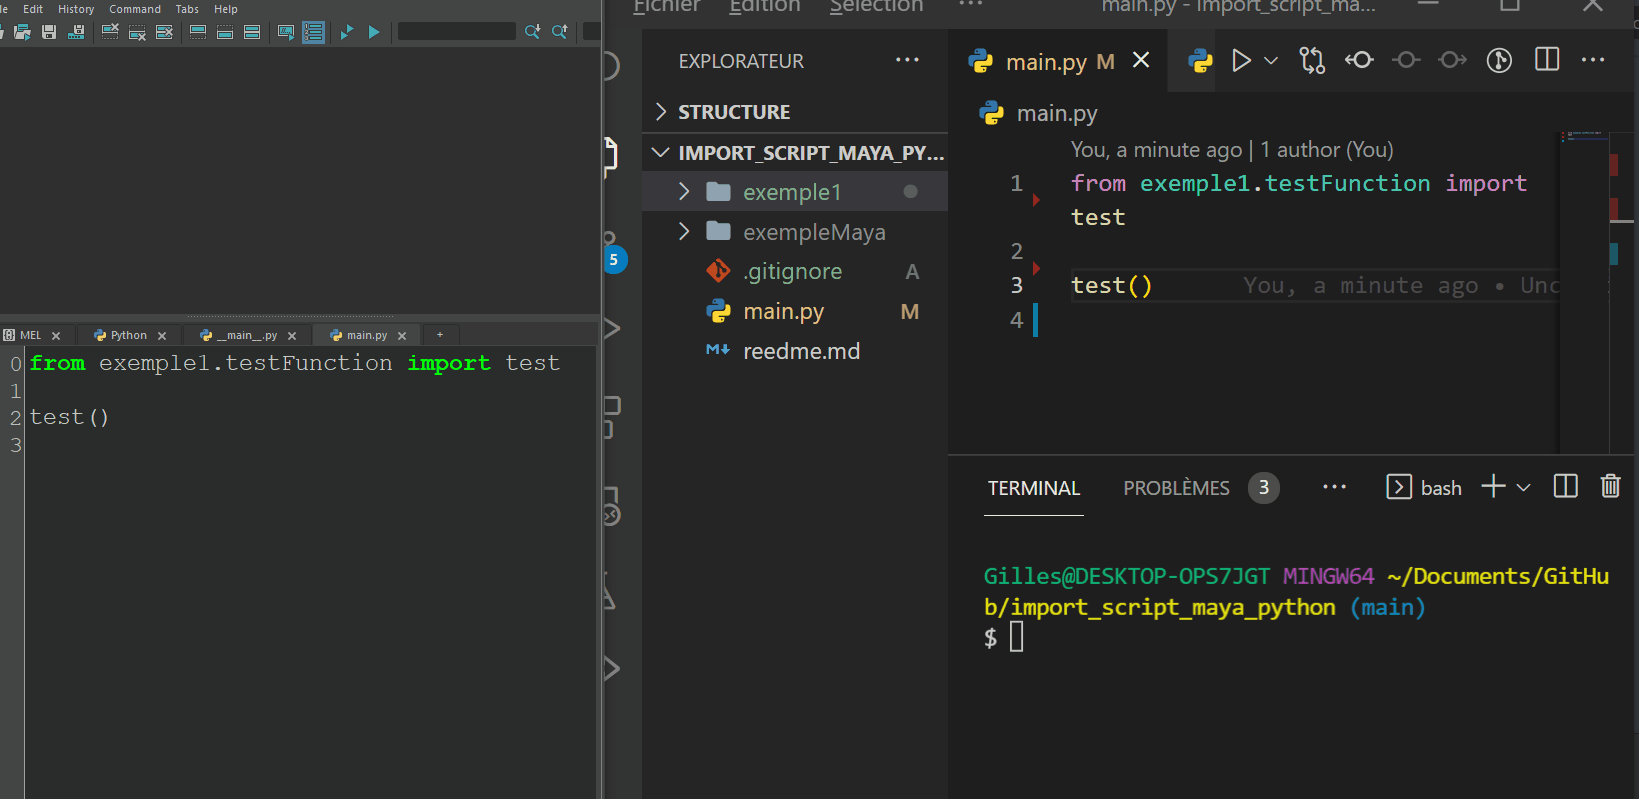 Edit History Command Tabs Help
MEL
Python
__main__.py
main.py
+
0 from exemple1.testFunction import test
1
2 test()
3
5
Fichier Edition Sélection ...
main.py - import_script_ma...
EXPLORATEUR ...
STRUCTURE
IMPORT_SCRIPT_MAYA_PY...
exemple1
exempleMaya
.gitignore A
main.py M
reedme.md
main.py M
main.py
You, a minute ago | 1 author (You)
1 from exemple1.testFunction import
test
2
3 test() You, a minute ago • Unc
4
TERMINAL PROBLÈMES 3 ... bash
Gilles@DESKTOP-OPS7JGT MINGW64 ~/Documents/GitHu
b/import_script_maya_python (main)
$